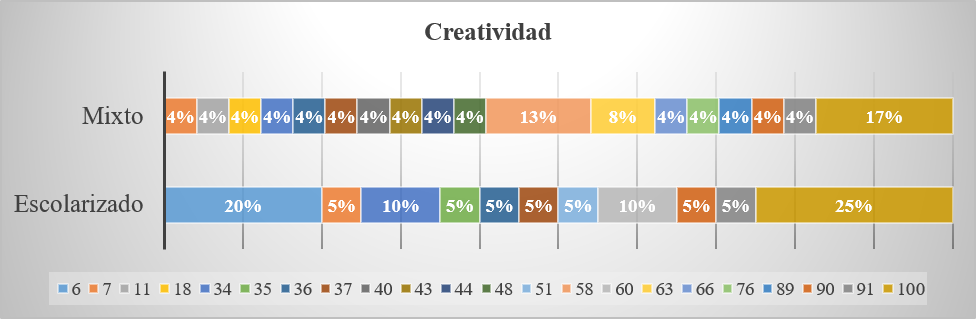 Creatividad
Mixto
4% 4% 4% 4% 4% 4% 4% 4% 4% 4% 13% 8% 4% 4% 4% 4% 4% 17%
Escolarizado
20% 5% 10% 5% 5% 5% 5% 10% 5% 5% 25%
6 7 11 18 34 35 36 37 40 43 44 48 51 58 60 63 66 76 89 90 91 100